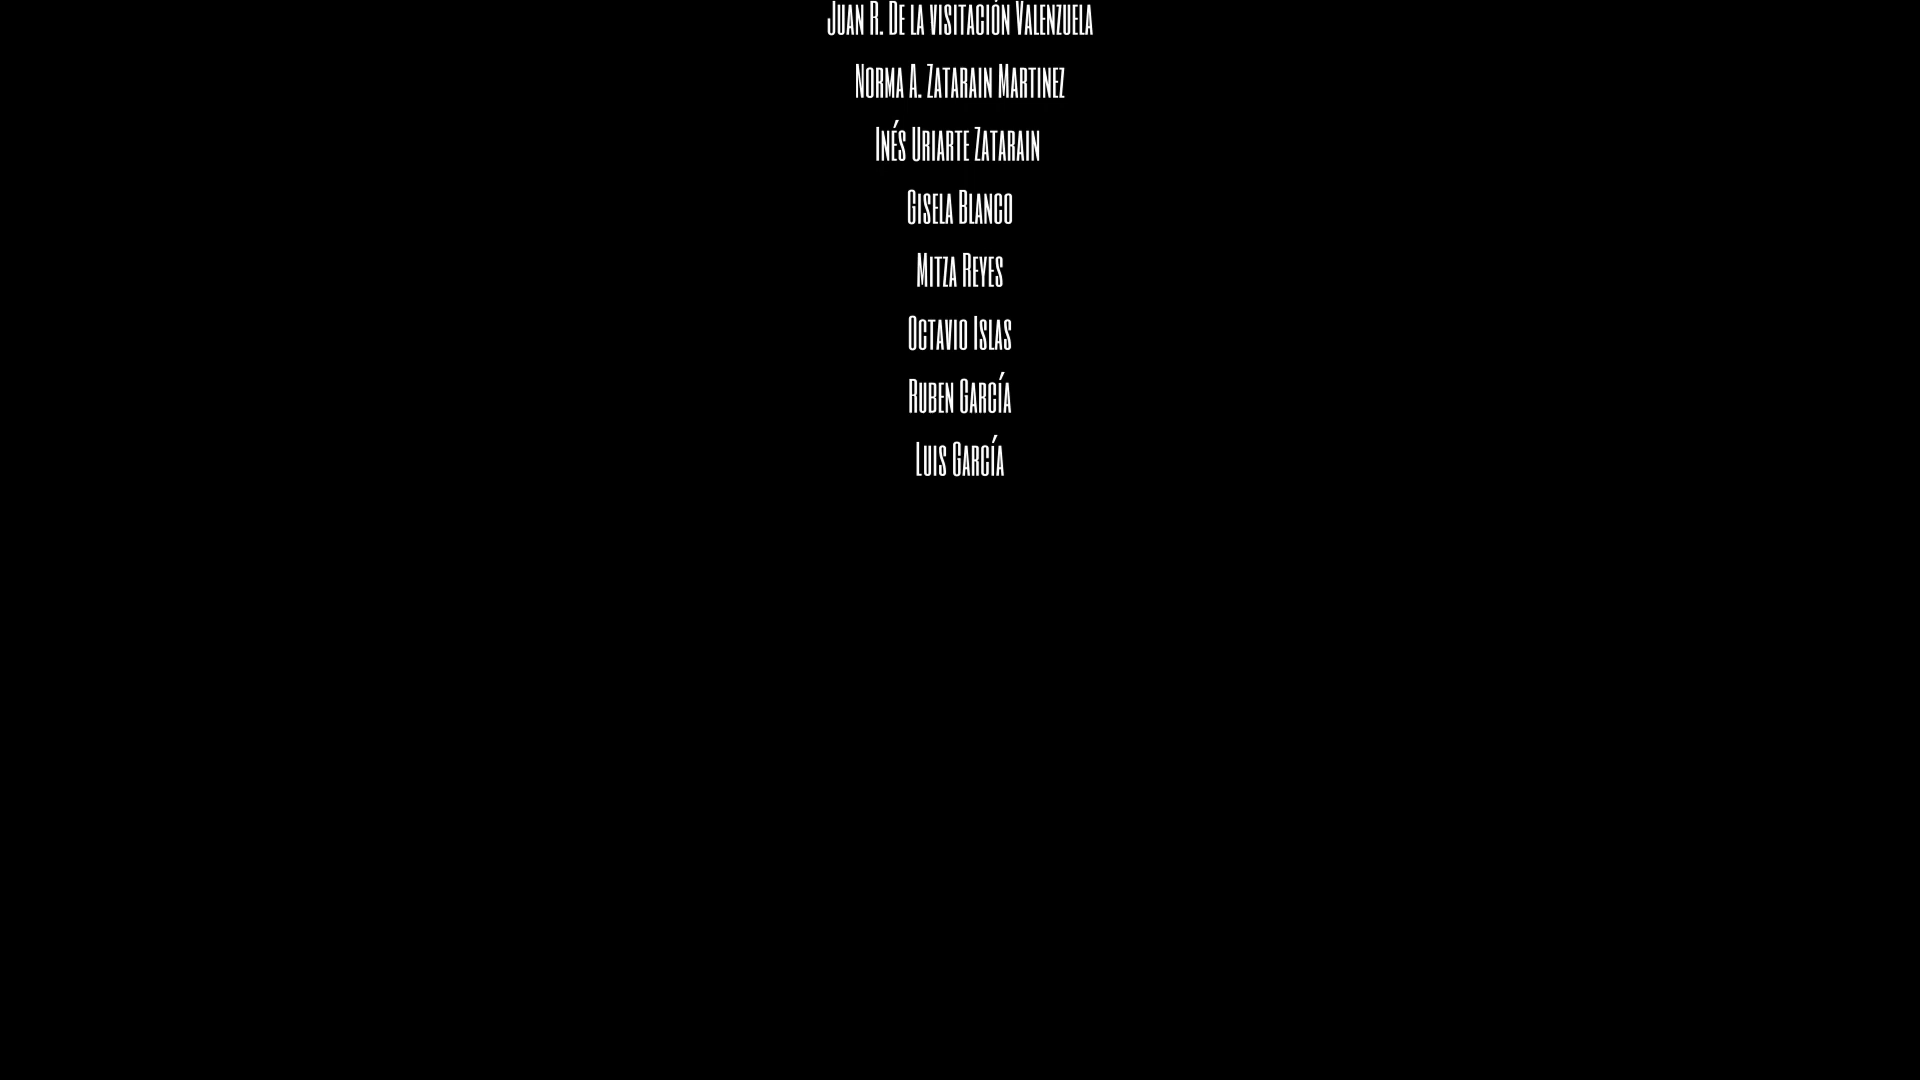 Juan R. De la visitación Valenzuela
Norma A. Zatarain Martinez
Inés Uriarte Zatarain
Gisela Blanco
Mitza Reyes
Octavio Islas
Ruben García
Luis García